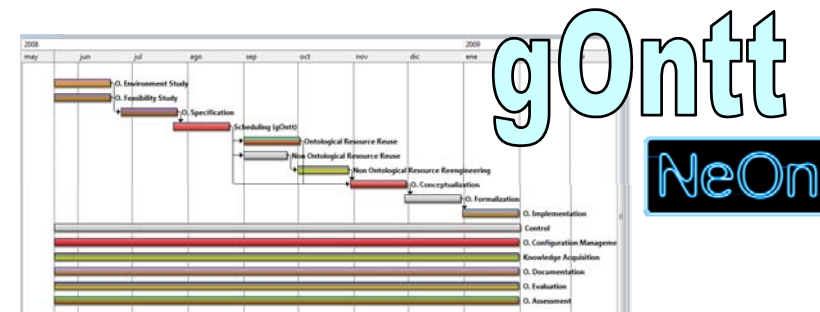 2008 2009
may jun jul ago sep oct nov dic ene
gOntt
NeOn
O. Environment Study
O. Feasibility Study
O. Specification
Scheduling (gOntt)
Ontological Resource Reuse
Non Ontological Resource Reuse
Non Ontological Resource Reengineering
O. Conceptualization
O. Formalization
O. Implementation
Control
O. Configuration Manageme
Knowledge Acquisition
O. Documentation
O. Evaluation
O. Assessment